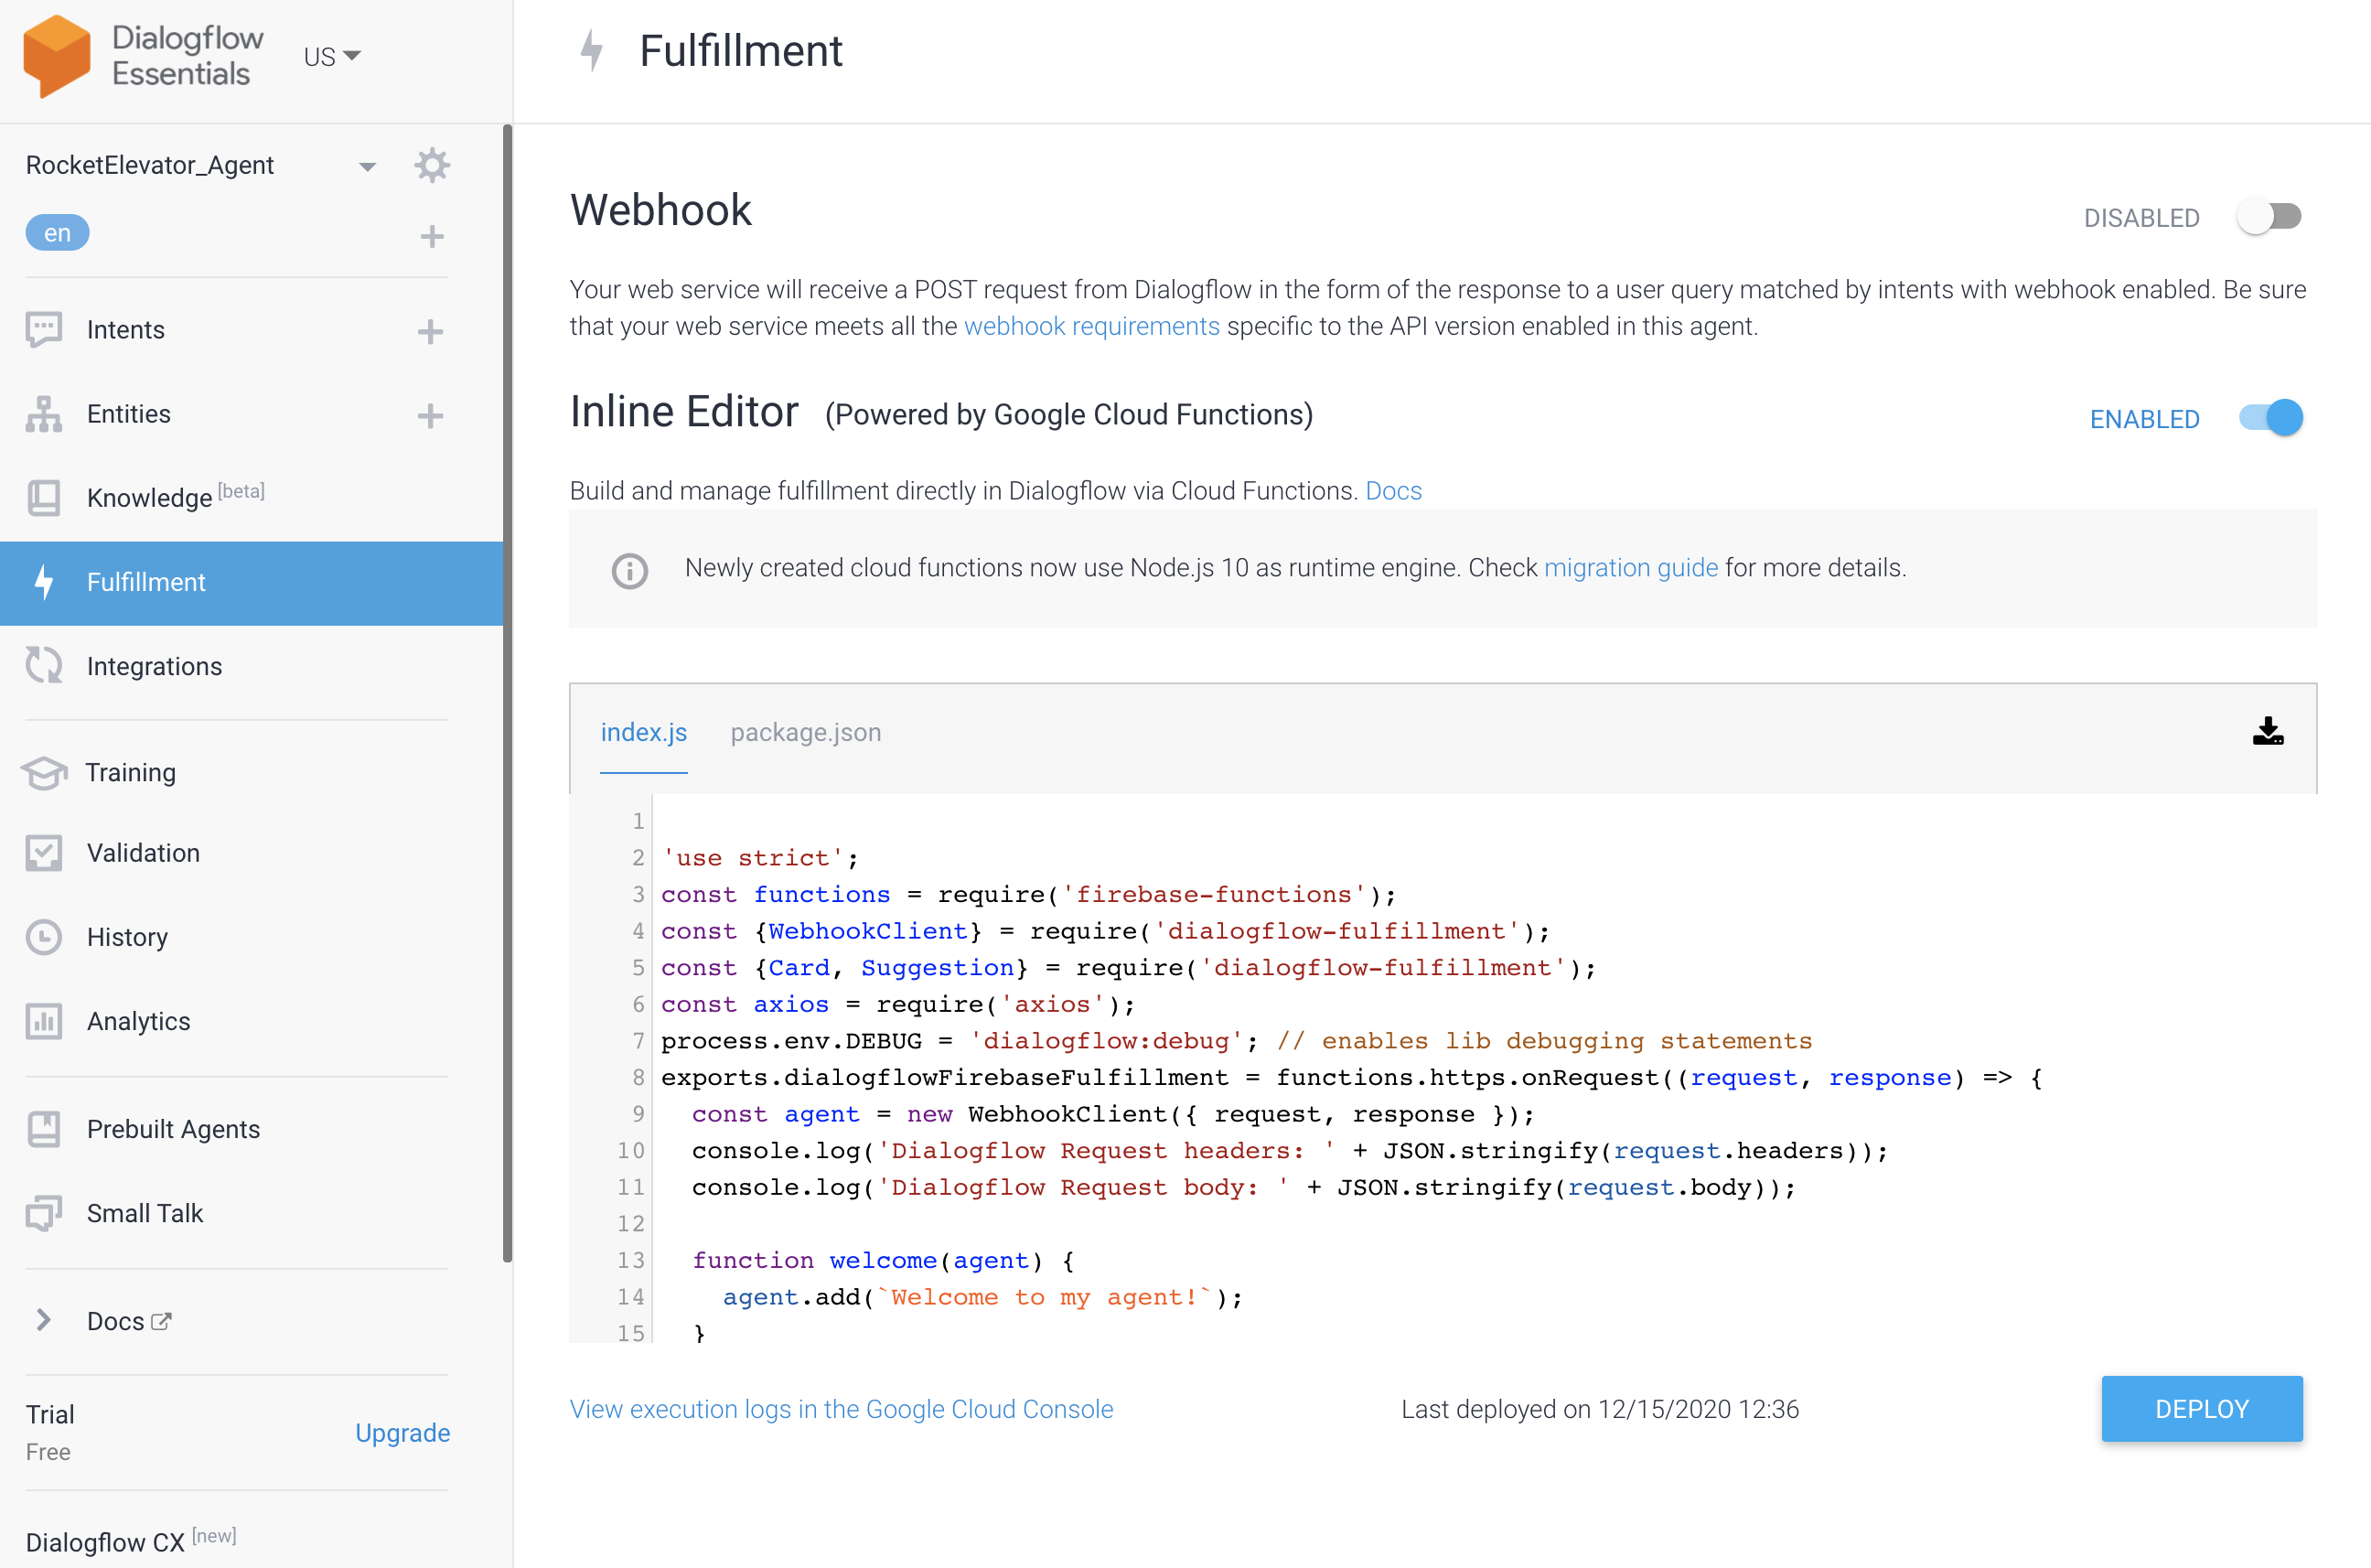 Dialogflow
Essentials
US
Fulfillment
RocketElevator_Agent
en
Intents
Entities
Knowledge [beta]
Fulfillment
Integrations
Training
Validation
History
Analytics
Prebuilt Agents
Small Talk
Docs
Trial
Free
Upgrade
Dialogflow CX [new]
Webhook
DISABLED
Your web service will receive a POST request from Dialogflow in the form of the response to a user query matched by intents with webhook enabled. Be sure
that your web service meets all the webhook requirements specific to the API version enabled in this agent.
Inline Editor (Powered by Google Cloud Functions)
ENABLED
Build and manage fulfillment directly in Dialogflow via Cloud Functions. Docs
Newly created cloud functions now use Node.js 10 as runtime engine. Check migration guide for more details.
index.js package.json
1
2 'use strict';
3 const functions = require('firebase-functions');
4 const {WebhookClient} = require('dialogflow-fulfillment');
5 const {Card, Suggestion} = require('dialogflow-fulfillment');
6 const axios = require('axios');
7 process.env.DEBUG = 'dialogflow:debug'; // enables lib debugging statements
8 exports.dialogflowFirebaseFulfillment = functions.https.onRequest((request, response) => {
9 const agent = new WebhookClient({ request, response });
10 console.log('Dialogflow Request headers: ' + JSON.stringify(request.headers));
11 console.log('Dialogflow Request body: ' + JSON.stringify(request.body));
12
13 function welcome(agent) {
14 agent.add(`Welcome to my agent!`);
15 }
View execution logs in the Google Cloud Console
Last deployed on 12/15/2020 12:36
DEPLOY